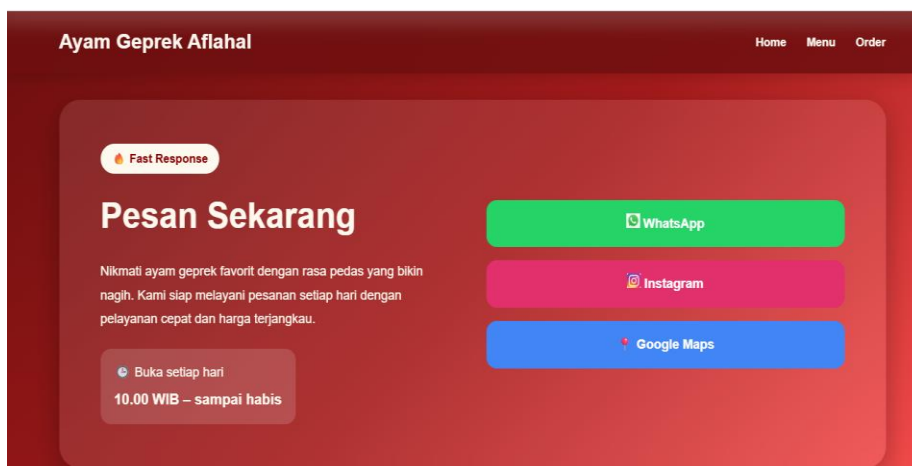 Ayam Geprek Aflahal
Home Menu Order
Fast Response
Pesan Sekarang
Nikmati ayam geprek favorit dengan rasa pedas yang bikin
nagih. Kami siap melayani pesanan setiap hari dengan
pelayanan cepat dan harga terjangkau.
Buka setiap hari
10.00 WIB – sampai habis
WhatsApp
Instagram
Google Maps